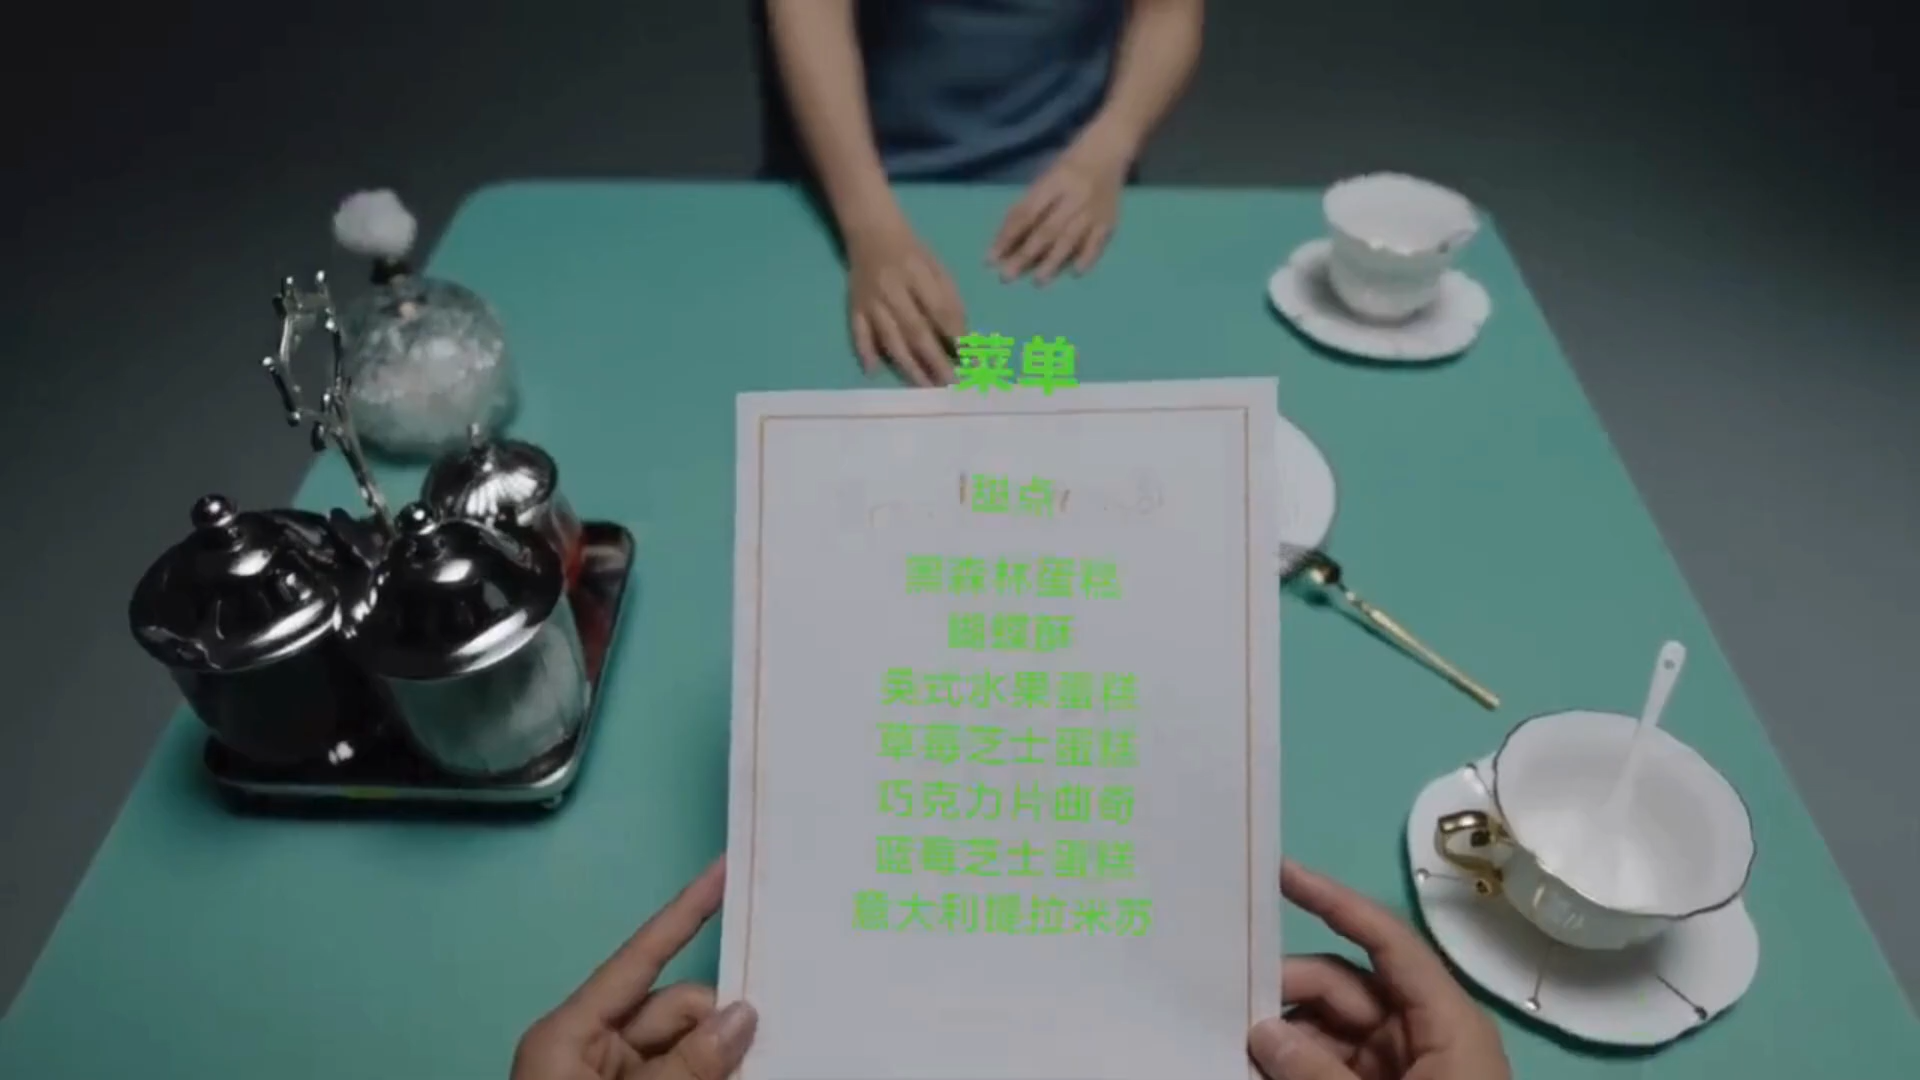 菜单
甜点
黑森林蛋糕
蝴蝶酥
英式水果蛋糕
草莓芝士蛋糕
巧克力片曲奇
蓝莓芝士蛋糕
意大利提拉米苏